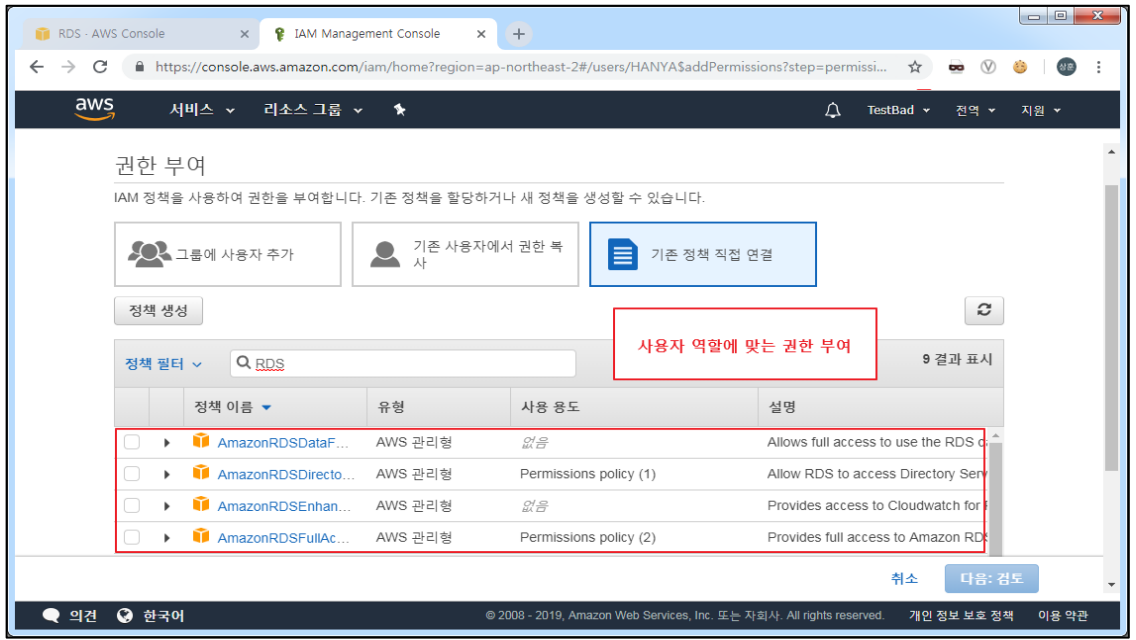 RDS - AWS Console
IAM Management Console
https://console.aws.amazon.com/iam/home?region=ap-northeast-2#/users/HANYA$addPermissions?step=permissi...
상훈
aws 서비스 리소스 그룹 TestBad 전역 지원
권한 부여
IAM 정책을 사용하여 권한을 부여합니다. 기존 정책을 할당하거나 새 정책을 생성할 수 있습니다.
그룹에 사용자 추가
기존 사용자에서 권한 복
사
기존 정책 직접 연결
정책 생성
사용자 역할에 맞는 권한 부여
정책 필터 RDS 9 결과 표시
정책 이름 유형 사용 용도 설명
AmazonRDSDataF... AWS 관리형 없음 Allows full access to use the RDS
AmazonRDSDirecto... AWS 관리형 Permissions policy (1) Allow RDS to access Directory Serv
AmazonRDSEnhan... AWS 관리형 없음 Provides access to Cloudwatch for
AmazonRDSFullAc... AWS 관리형 Permissions policy (2) Provides full access to Amazon RDS
취소 다음: 검토
의견 한국어 © 2008 - 2019, Amazon Web Services, Inc. 또는 자회사. All rights reserved. 개인 정보 보호 정책 이용 약관